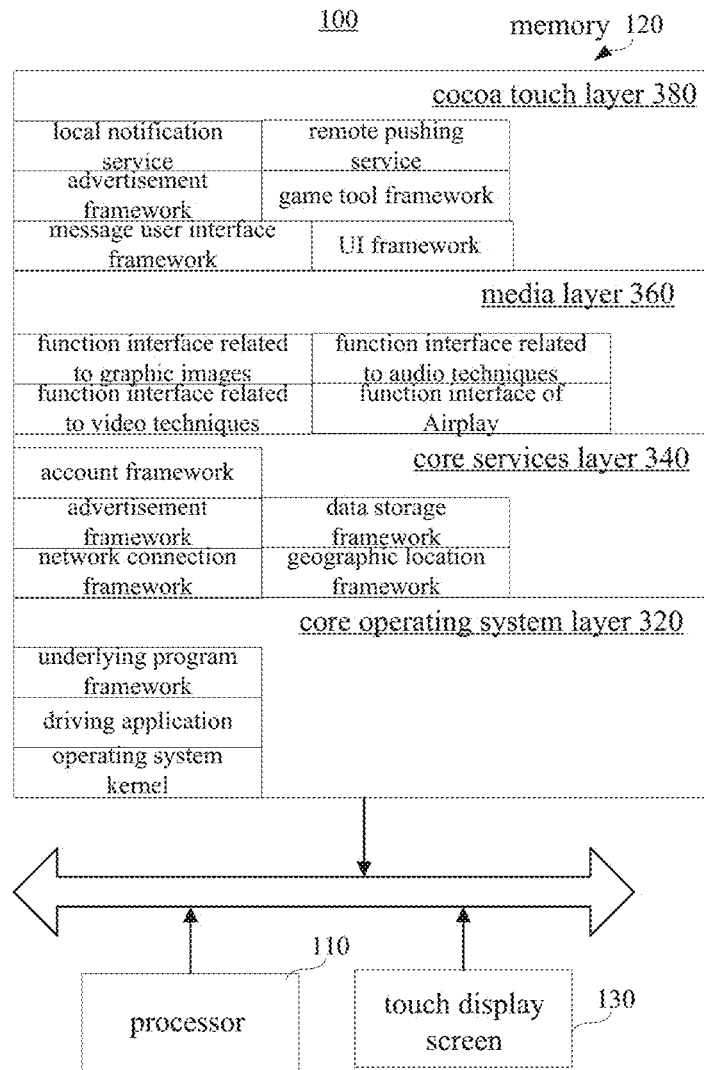 100
memory 120
cocoa touch layer 380
local notification
service
remote pushing
service
advertisement
framework
game tool framework
message user interface
framework
UI framework
media layer 360
function interface related
to graphic images
function interface related
to audio techniques
function interface related
to video techniques
function interface of
Airplay
core services layer 340
account framework
advertisement
framework
data storage
framework
network connection
framework
geographic location
framework
core operating system layer 320
underlying program
framework
driving application
operating system
kernel
110
processor
touch display
screen
130